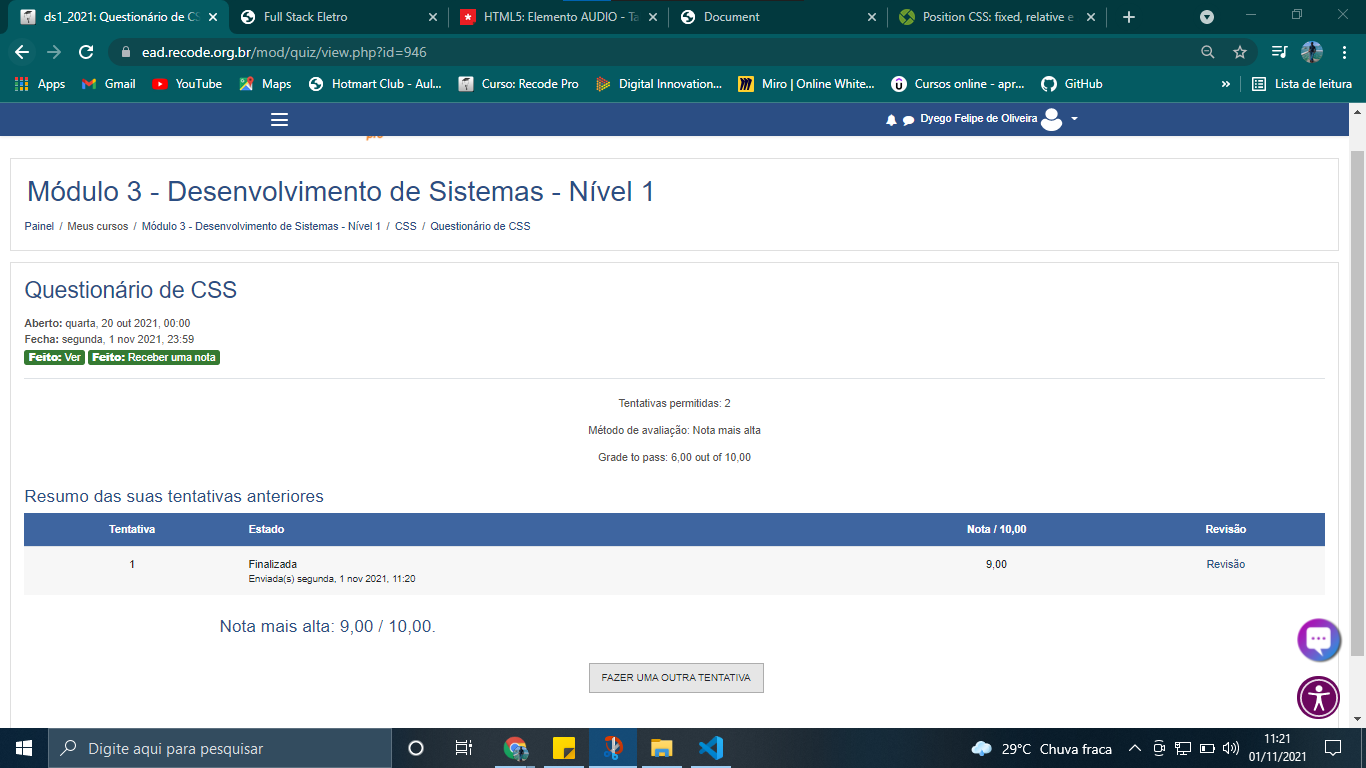 ds1_2021: Questionário de CS
Full Stack Eletro
HTML5: Elemento AUDIO - Ta
Document
Position CSS: fixed, relative e
ead.recode.org.br/mod/quiz/view.php?id=946
Apps
Gmail
YouTube
Maps
Hotmart Club - Aul...
Curso: Recode Pro
Digital Innovation...
Miro | Online White...
Cursos online - apr...
GitHub
»
Lista de leitura
Dyego Felipe de Oliveira
pro
Módulo 3 - Desenvolvimento de Sistemas - Nível 1
Painel / Meus cursos / Módulo 3 - Desenvolvimento de Sistemas - Nível 1 / CSS / Questionário de CSS
Questionário de CSS
Aberto: quarta, 20 out 2021, 00:00
Fecha: segunda, 1 nov 2021, 23:59
Feito: Ver Feito: Receber uma nota
Tentativas permitidas: 2
Método de avaliação: Nota mais alta
Grade to pass: 6,00 out of 10,00
Resumo das suas tentativas anteriores
Tentativa Estado Nota / 10,00 Revisão
1 Finalizada 9,00 Revisão
Enviada(s) segunda, 1 nov 2021, 11:20
Nota mais alta: 9,00 / 10,00.
FAZER UMA OUTRA TENTATIVA
Digite aqui para pesquisar
29°C Chuva fraca
11:21
01/11/2021